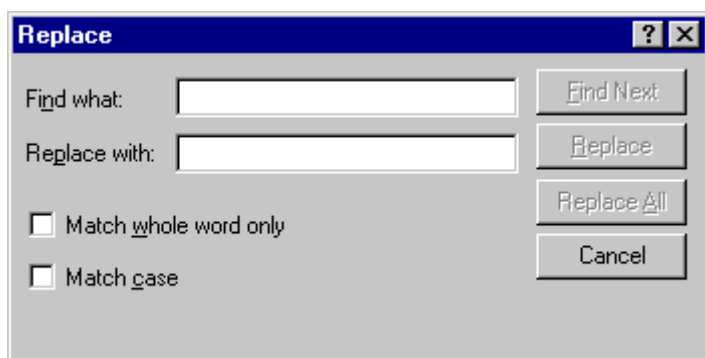 Replace
Find what:
Find Next
Replace with:
Replace
Replace All
Match whole word only
Cancel
Match case